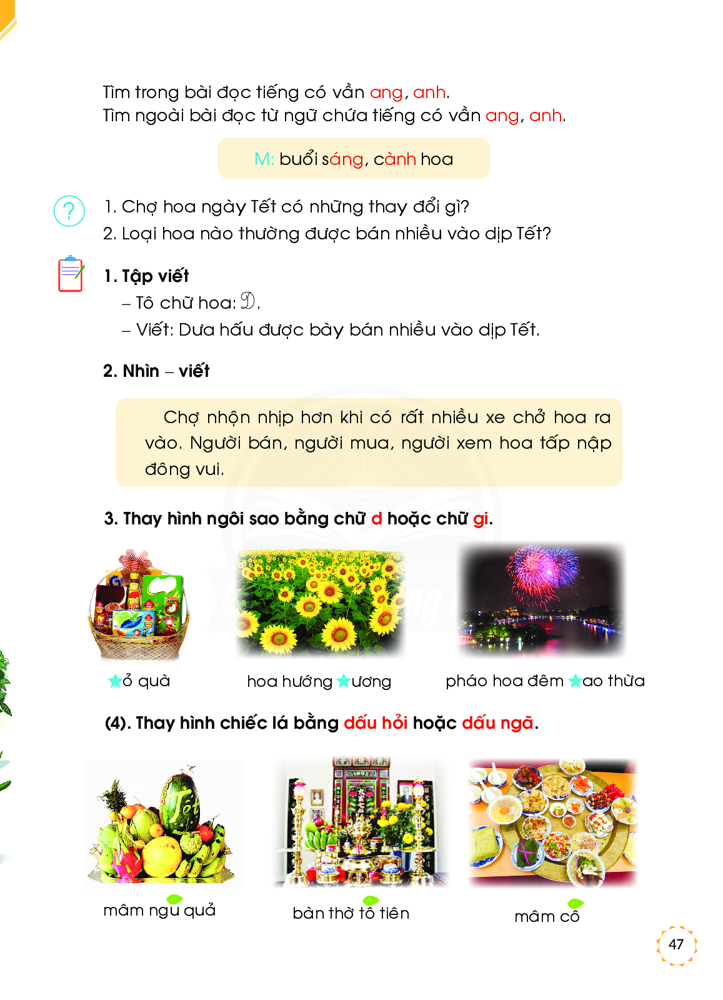 Tìm trong bài đọc tiếng có vần ang, anh.
Tìm ngoài bài đọc từ ngữ chứa tiếng có vần ang, anh.
M: buổi sáng, cành hoa
?
1. Chợ hoa ngày Tết có những thay đổi gì?
2. Loại hoa nào thường được bán nhiều vào dịp Tết?
1. Tập viết
– Tô chữ hoa: D.
– Viết: Dưa hấu được bày bán nhiều vào dịp Tết.
2. Nhìn – viết
Chợ nhộn nhịp hơn khi có rất nhiều xe chở hoa ra
vào. Người bán, người mua, người xem hoa tấp nập
đông vui.
3. Thay hình ngôi sao bằng chữ d hoặc chữ gi.
★ỏ quà
hoa hướng ★ương
pháo hoa đêm ★ao thừa
(4). Thay hình chiếc lá bằng dấu hỏi hoặc dấu ngã.
Tết
mâm ngu quả
bàn thờ tô tiên
mâm cô
47